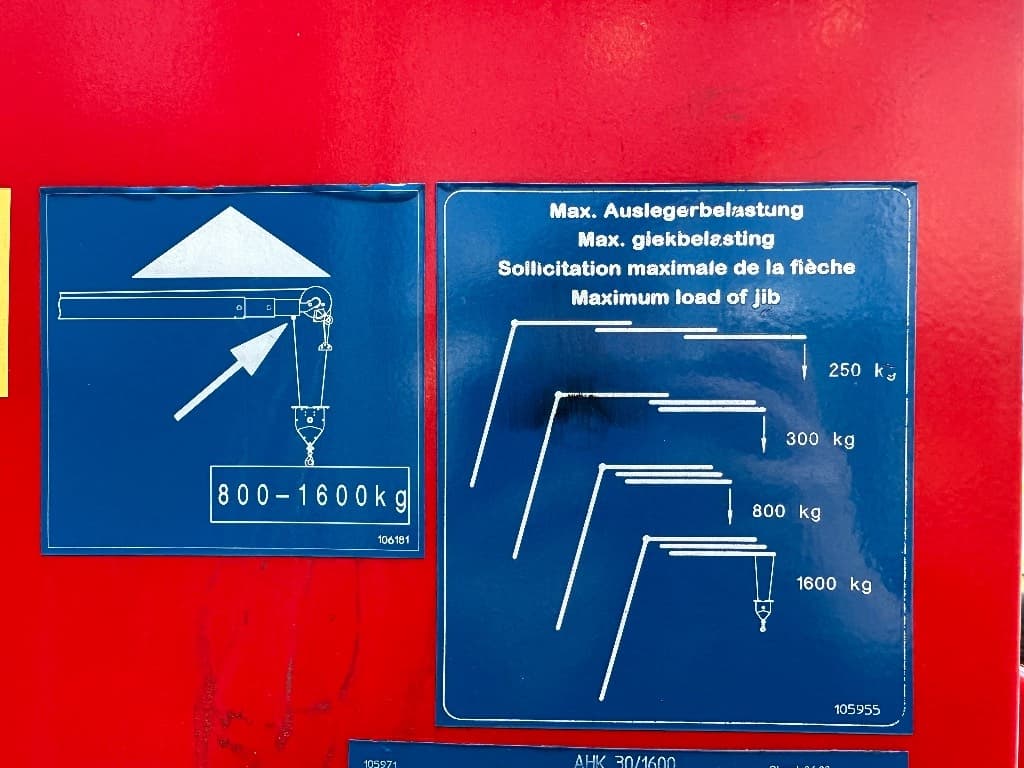 800-1600kg
106181
Max. Auslegerbelastung
Max. giekbelasting
Sollicitation maximale de la flèche
Maximum load of jib
250 kg
300 kg
800 kg
1600 kg
105955
105971
AHK 30/1600